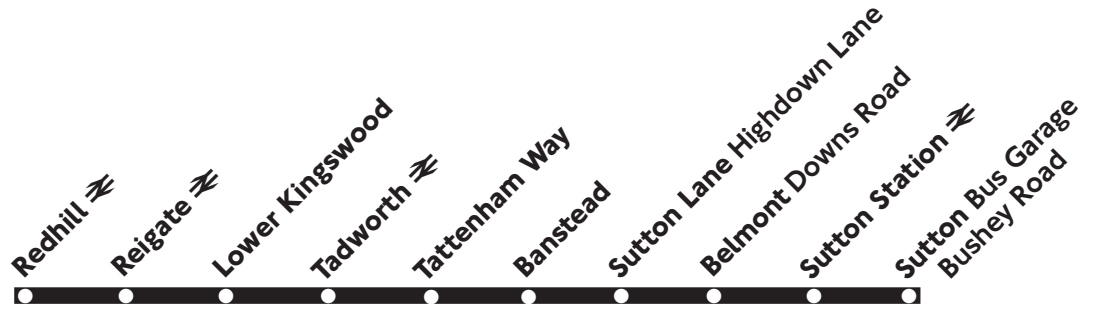 Redhill
Reigate
Lower Kingswood
Tadworth
Tattenham Way
Banstead
Sutton Lane Highdown Lane
Belmont Downs Road
Sutton Station
Sutton Bus Garage
Bushey Road